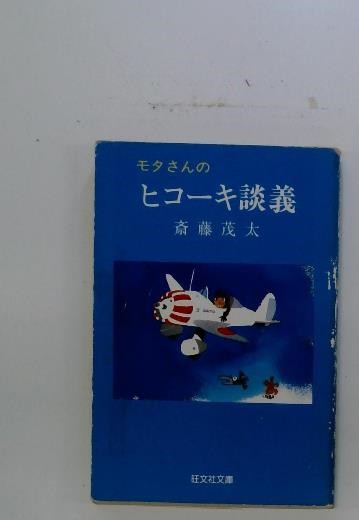 モタさんの
ヒコーキ談義
斎藤茂太
旺文社文庫